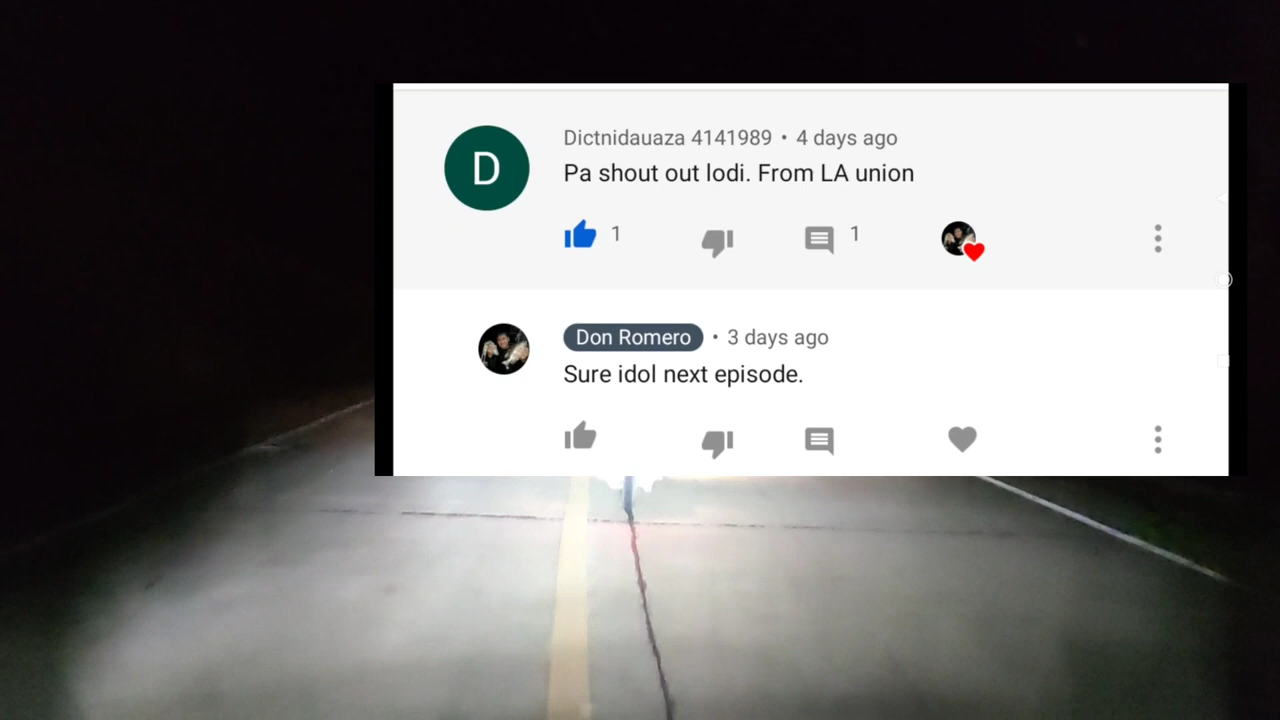 D
Dictnidauaza 4141989 • 4 days ago
Pa shout out lodi. From LA union
1
1
Don Romero • 3 days ago
Sure idol next episode.